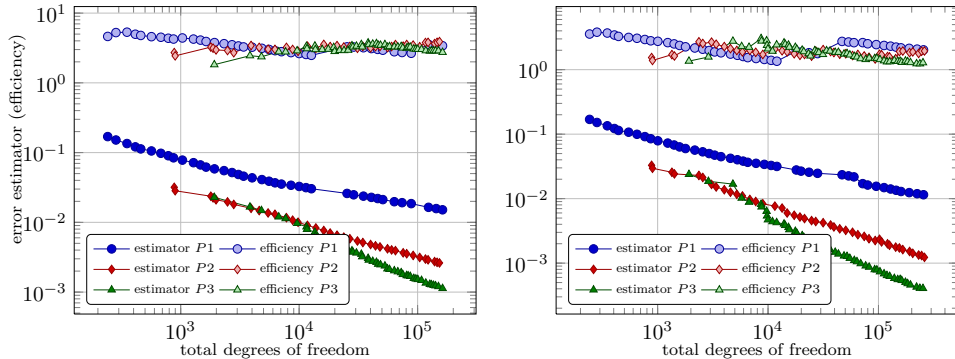 error estimator (efficiency)
10^1
10^0
10^−1
10^−2
10^−3
estimator P1 efficiency P1
estimator P2 efficiency P2
estimator P3 efficiency P3
10^3 10^4 10^5
total degrees of freedom
10^1
10^0
10^−1
10^−2
10^−3
estimator P1 efficiency P1
estimator P2 efficiency P2
estimator P3 efficiency P3
10^3 10^4 10^5
total degrees of freedom